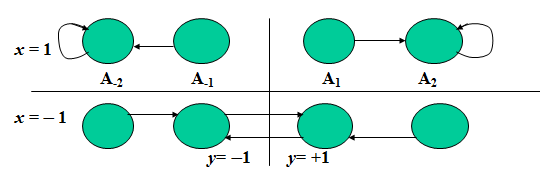 x = 1
A-2 A-1 A1 A2
x = – 1
y= –1 y= +1